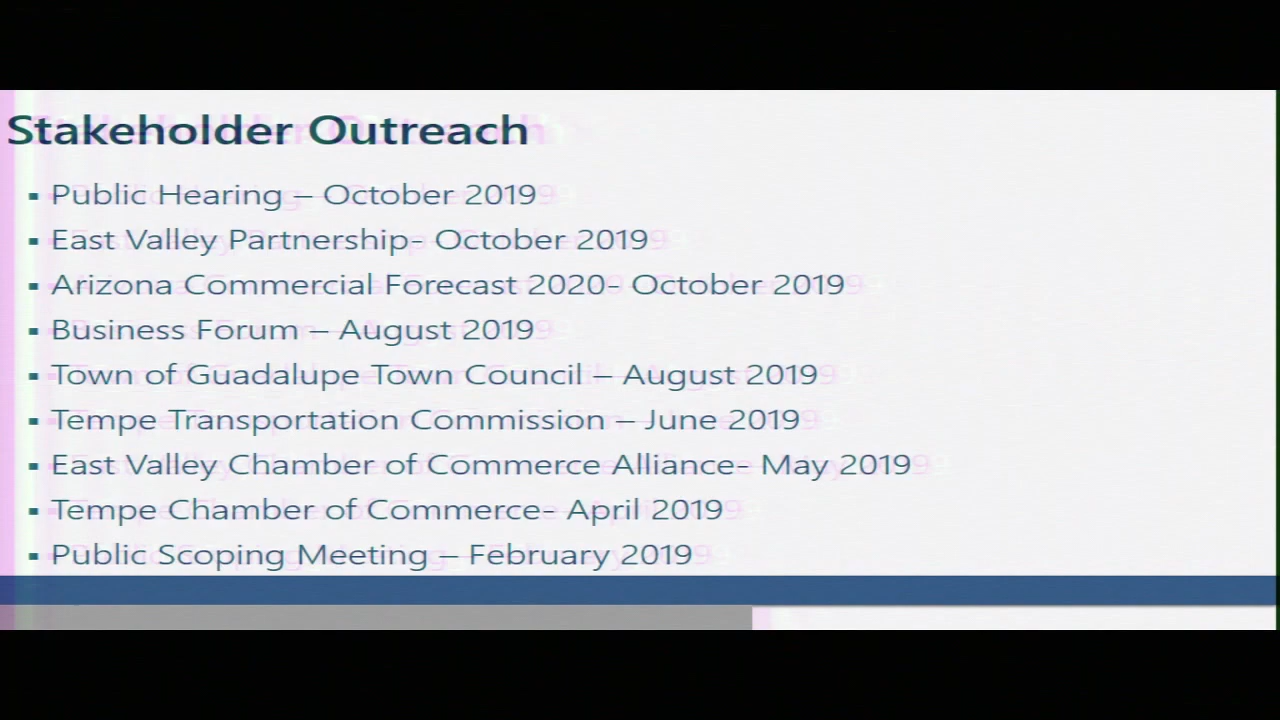 Stakeholder Outreach
▪ Public Hearing – October 2019
▪ East Valley Partnership- October 2019
▪ Arizona Commercial Forecast 2020- October 2019
▪ Business Forum – August 2019
▪ Town of Guadalupe Town Council – August 2019
▪ Tempe Transportation Commission – June 2019
▪ East Valley Chamber of Commerce Alliance- May 2019
▪ Tempe Chamber of Commerce- April 2019
▪ Public Scoping Meeting – February 2019